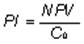 PI = NPV / C₀